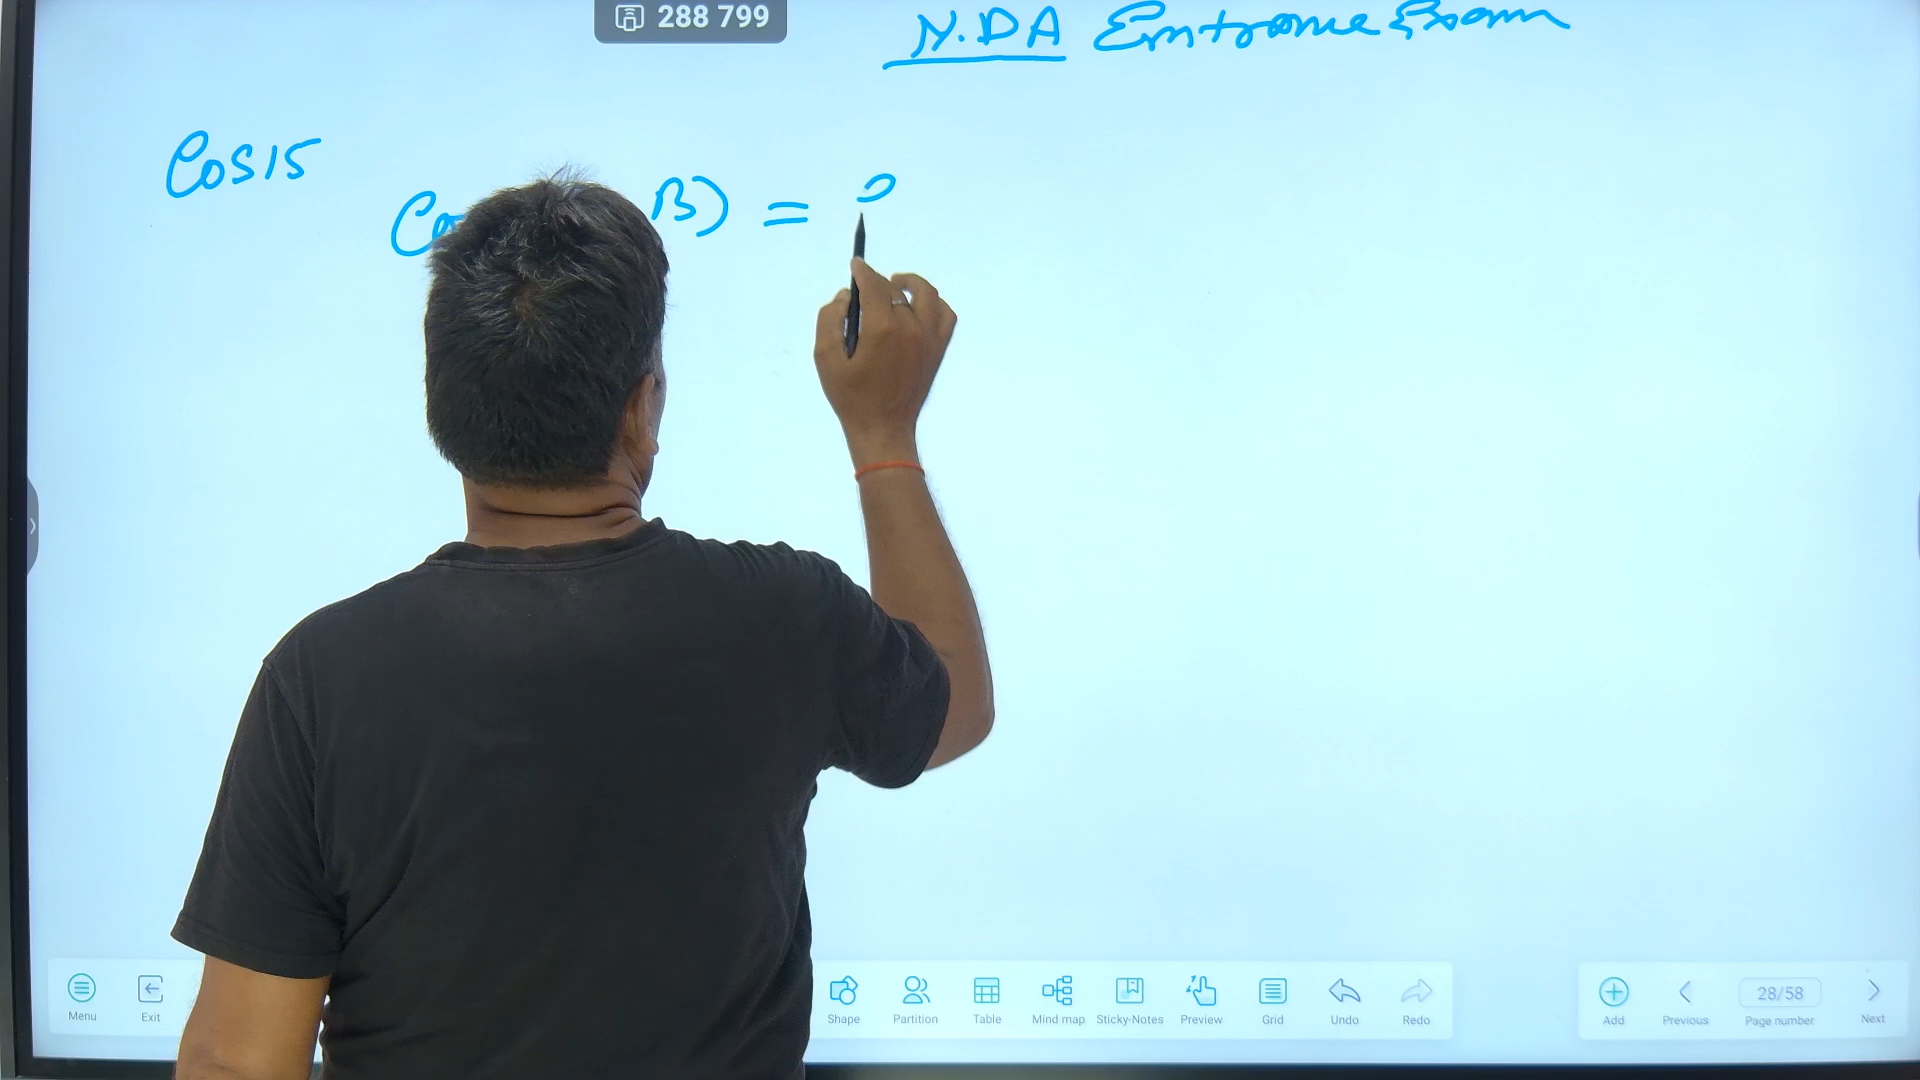 288 799
N.DA Entrance Exam
Cos15
B) =
Menu
Exit
Shape
Partition
Table
Mind map
Sticky-Notes
Preview
Grid
Undo
Redo
Add
Previous
28/58
Page number
Next